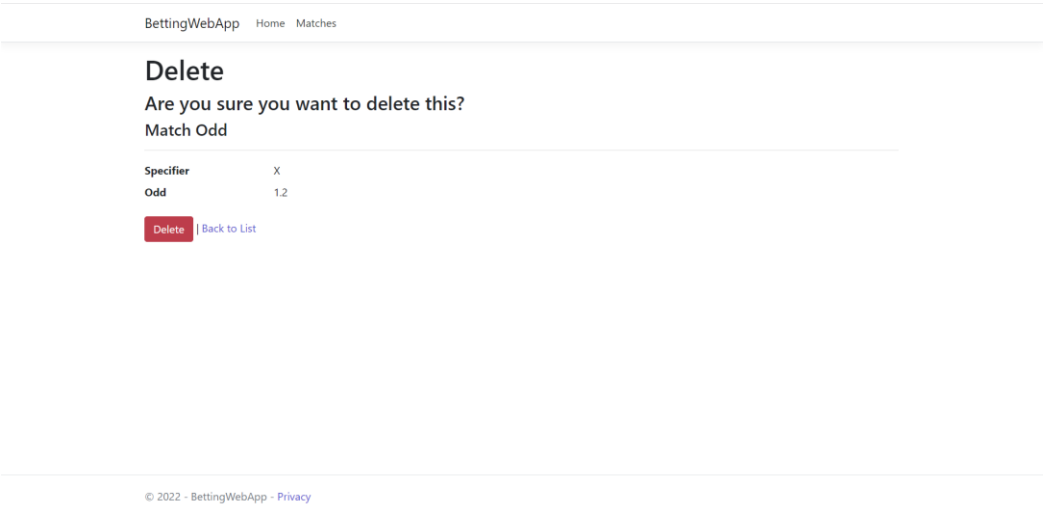 BettingWebApp Home Matches
Delete
Are you sure you want to delete this?
Match Odd
Specifier X
Odd 1.2
Delete | Back to List
© 2022 - BettingWebApp - Privacy